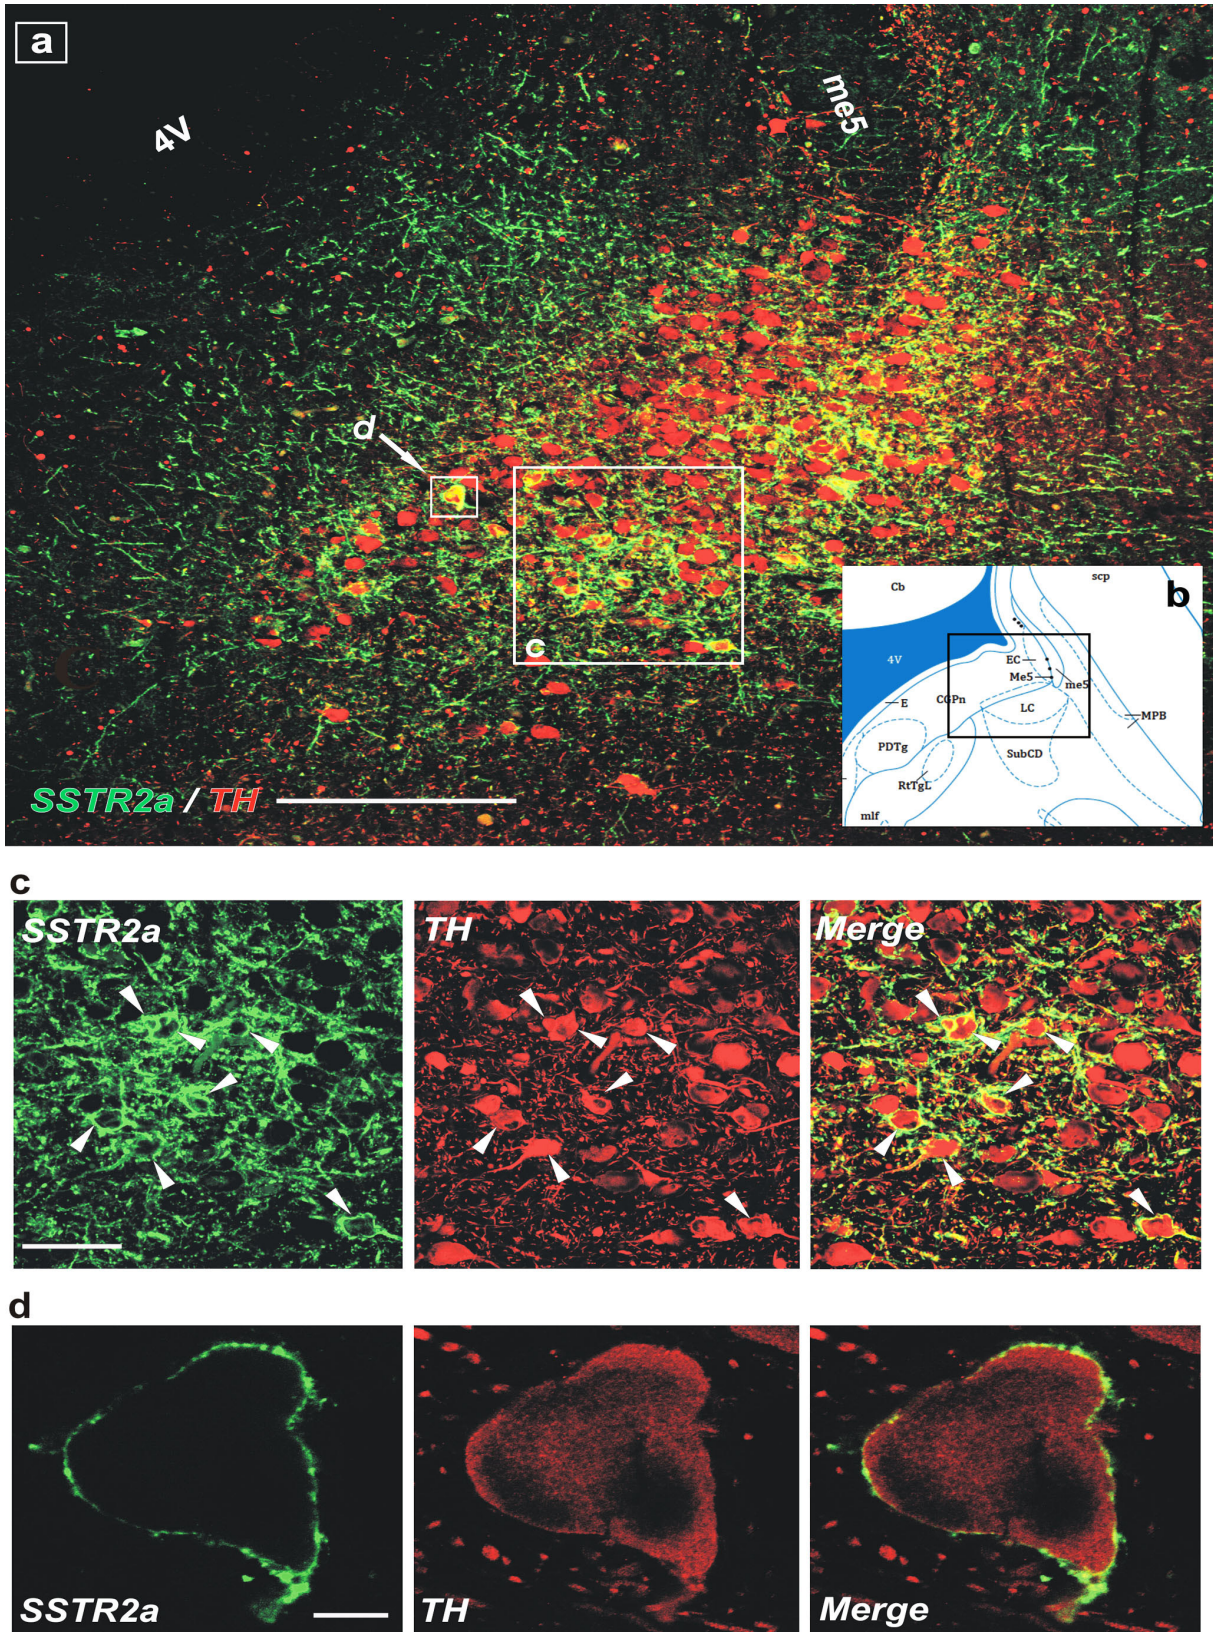 a
4V
me5
d
c
SSTR2a / TH
b
Cb
scp
4V
EC
Me5
me5
LC
E
CGPn
MPB
PDTg
SubCD
RtTgL
mlf
c
SSTR2a
TH
Merge
d
SSTR2a
TH
Merge